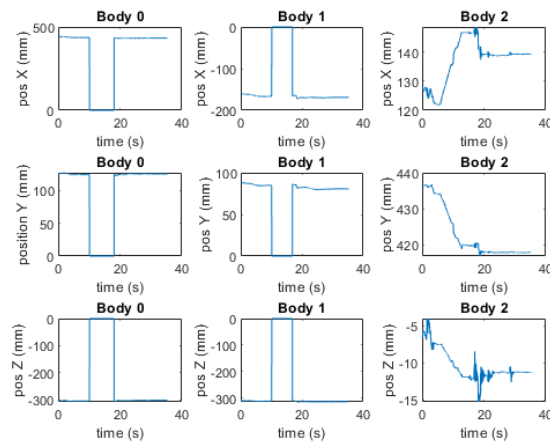 Body 0
Body 1
Body 2
pos X (mm)
500
0
0 20 40
time (s)
pos X (mm)
0
-100
-200
0 20 40
time (s)
pos X (mm)
140
130
120
0 20 40
time (s)
Body 0
Body 1
Body 2
position Y (mm)
100
50
0
0 20 40
time (s)
pos Y (mm)
100
50
0
0 20 40
time (s)
pos Y (mm)
440
430
420
0 20 40
time (s)
Body 0
Body 1
Body 2
pos Z (mm)
0
-100
-200
-300
0 20 40
time (s)
pos Z (mm)
0
-100
-200
-300
0 20 40
time (s)
pos Z (mm)
-5
-10
-15
0 20 40
time (s)